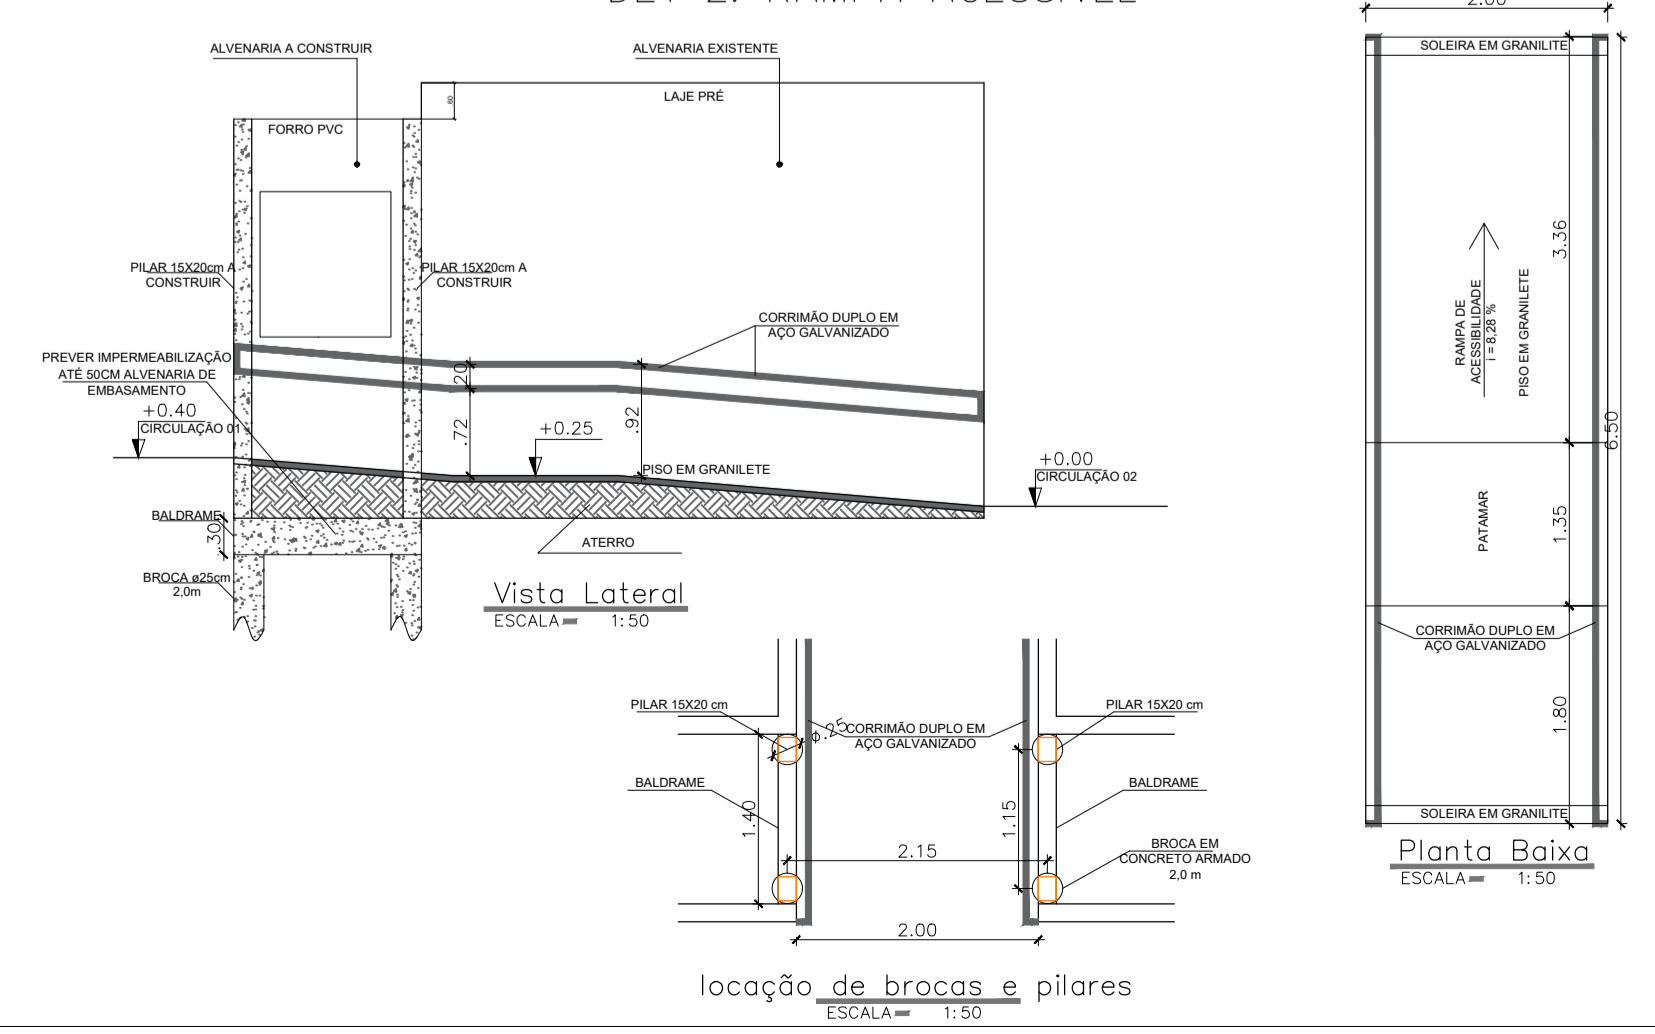 DET 2: RAMPA ACESSÍVEL
ALVENARIA A CONSTRUIR
ALVENARIA EXISTENTE
LAJE PRÉ
60
FORRO PVC
PILAR 15X20cm A
CONSTRUIR
PILAR 15X20cm A
CONSTRUIR
CORRIMÃO DUPLO EM
AÇO GALVANIZADO
PREVER IMPERMEABILIZAÇÃO
ATÉ 50CM ALVENARIA DE
EMBASAMENTO
+0.40
CIRCULAÇÃO 01
.20
.72
.92
+0.25
PISO EM GRANILETE
+0.00
CIRCULAÇÃO 02
BALDRAME
.30
ATERRO
BROCA ø25cm
2,0m
Vista Lateral
ESCALA 1:50
PILAR 15X20 cm
PILAR 15X20 cm
ϕ.25
CORRIMÃO DUPLO EM
AÇO GALVANIZADO
BALDRAME
BALDRAME
1.40
1.15
2.15
BROCA EM
CONCRETO ARMADO
2,0 m
2.00
locação de brocas e pilares
ESCALA 1:50
2.00
SOLEIRA EM GRANILITE
3.36
RAMPA DE
ACESSIBILIDADE
i = 8,28 %
PISO EM GRANILETE
6.50
PATAMAR
1.35
CORRIMÃO DUPLO EM
AÇO GALVANIZADO
1.80
SOLEIRA EM GRANILITE
Planta Baixa
ESCALA 1:50